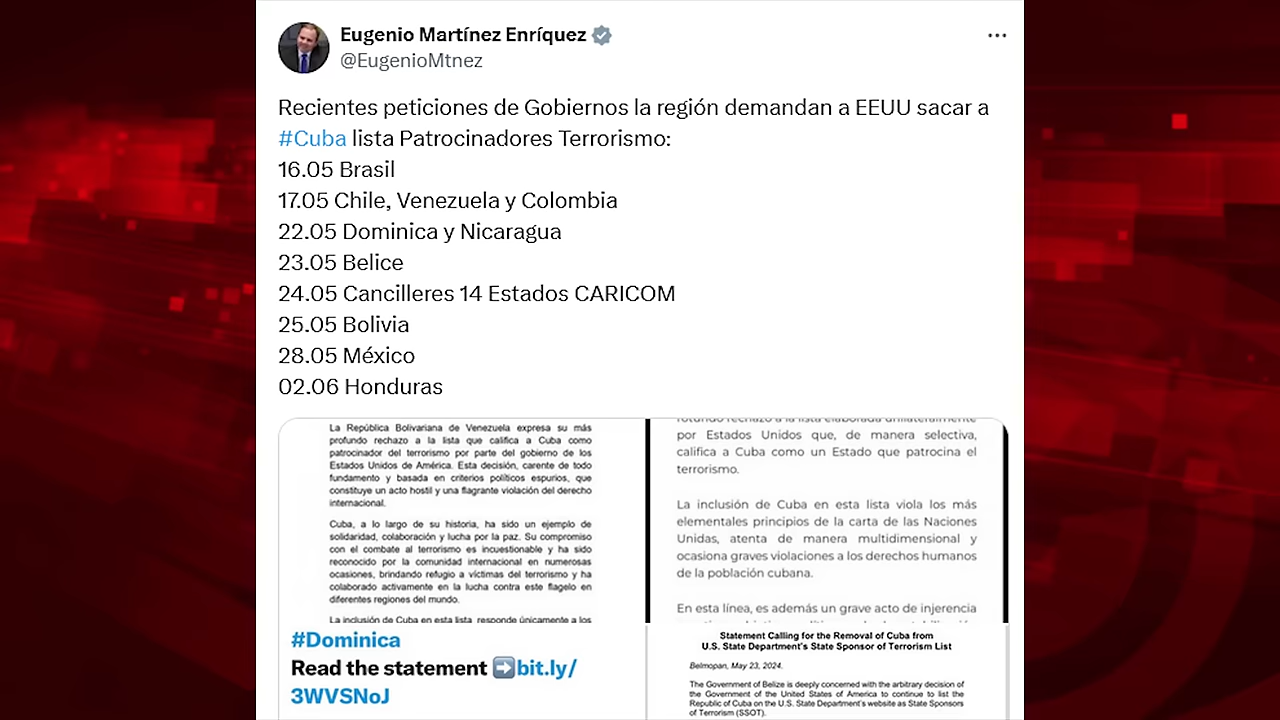 Eugenio Martínez Enríquez
@EugenioMtnez
Recientes peticiones de Gobiernos la región demandan a EEUU sacar a
#Cuba lista Patrocinadores Terrorismo:
16.05 Brasil
17.05 Chile, Venezuela y Colombia
22.05 Dominica y Nicaragua
23.05 Belice
24.05 Cancilleres 14 Estados CARICOM
25.05 Bolivia
28.05 México
02.06 Honduras
La República Bolivariana de Venezuela expresa su más
profundo rechazo a la lista que califica a Cuba como
patrocinador del terrorismo por parte del gobierno de los
Estados Unidos de América. Esta decisión, carente de todo
fundamento y basada en criterios políticos espurios, que
constituye un acto hostil y una flagrante violación del derecho
internacional.
Cuba, a lo largo de su historia, ha sido un ejemplo de
solidaridad, colaboración y lucha por la paz. Su compromiso
con el combate al terrorismo es incuestionable y ha sido
reconocido por la comunidad internacional en numerosas
ocasiones, brindando refugio a víctimas del terrorismo y ha
colaborado activamente en la lucha contra este flagelo en
diferentes regiones del mundo.
La inclusión de Cuba en esta lista responde únicamente a los
rotundo rechazo a la lista elaborada unilateralmente
por Estados Unidos que, de manera selectiva,
califica a Cuba como un Estado que patrocina el
terrorismo.
La inclusión de Cuba en esta lista viola los más
elementales principios de la carta de las Naciones
Unidas, atenta de manera multidimensional y
ocasiona graves violaciones a los derechos humanos
de la población cubana.
En esta línea, es además un grave acto de injerencia
#Dominica
Read the statement ➡bit.ly/
3WVSNoJ
Statement Calling for the Removal of Cuba from
U.S. State Department's State Sponsor of Terrorism List
Belmopan, May 23, 2024.
The Government of Belize is deeply concerned with the arbitrary decision of
the Government of the United States of America to continue to list the
Republic of Cuba on the U.S. State Department's website as State Sponsors
of Terrorism (SSOT).